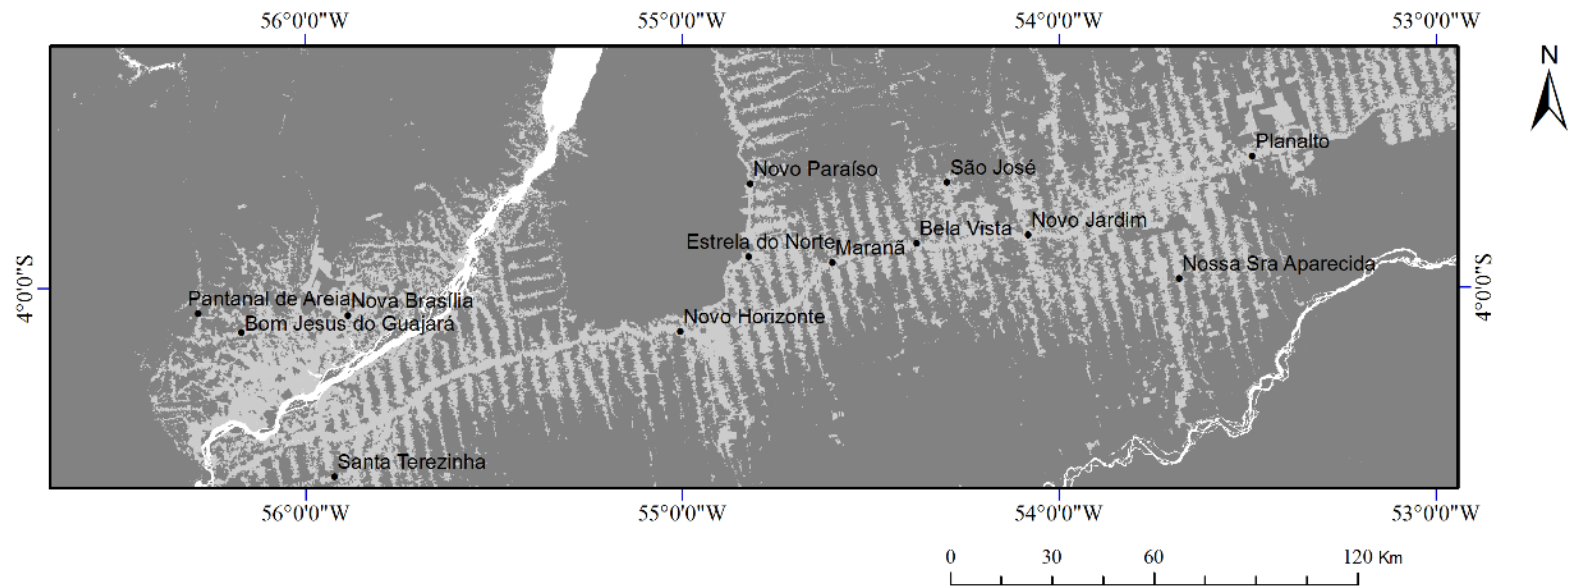 56°0'0"W 55°0'0"W 54°0'0"W 53°0'0"W
N
Planalto
Novo Paraíso
São José
Novo Jardim
Bela Vista
Estrela do Norte
Maranã
Nossa Sra Aparecida
4°0'0"S
4°0'0"S
Pantanal de Areia
Nova Brasília
Bom Jesus do Guajará
Novo Horizonte
Santa Terezinha
56°0'0"W 55°0'0"W 54°0'0"W 53°0'0"W
0 30 60 120 Km